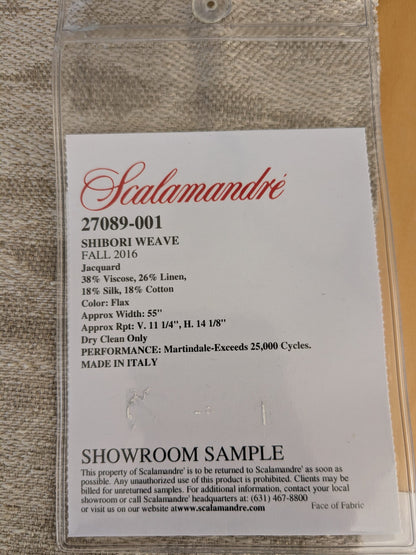 Scalamandré
27089-001
SHIBORI WEAVE
FALL 2016
Jacquard
38% Viscose, 26% Linen,
18% Silk, 18% Cotton
Color: Flax
Approx Width: 55"
Approx Rpt: V. 11 1/4", H. 14 1/8"
Dry Clean Only
PERFORMANCE: Martindale-Exceeds 25,000 Cycles.
MADE IN ITALY
SHOWROOM SAMPLE
This property of Scalamandre' is to be returned to Scalamandre' as soon as
possible. Any unauthorized use of this product is prohibited. Clients may be
billed for unreturned samples. For additional information, contact your local
showroom or call Scalamandre' headquarters at: (631) 467-8800
or visit us on our website atwww.scalamandre.com
Face of Fabric